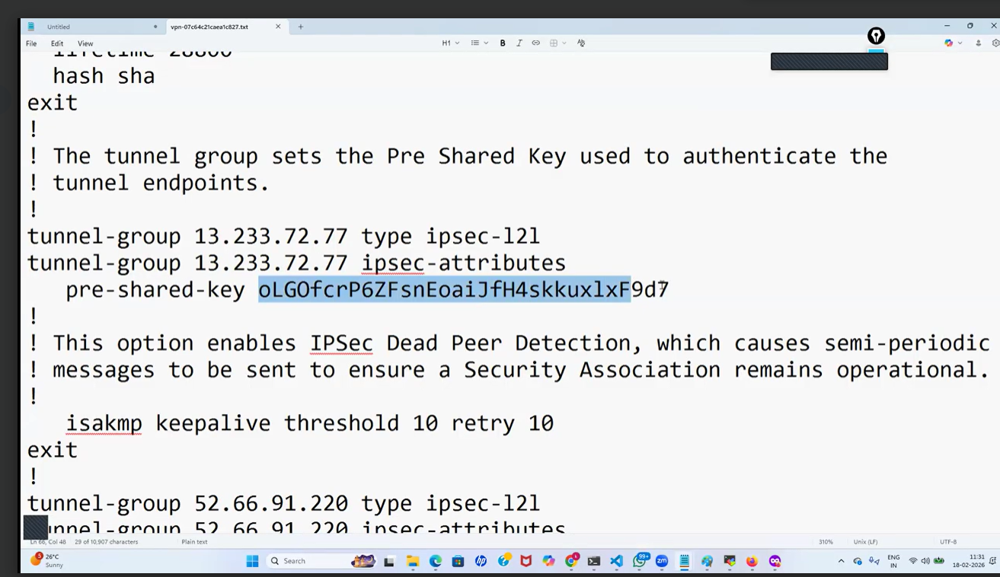 Untitled
vpn-07c64c21caea1c827.txt
File Edit View
H1
lifetime 28800
hash sha
exit
!
! The tunnel group sets the Pre Shared Key used to authenticate the
! tunnel endpoints.
!
tunnel-group 13.233.72.77 type ipsec-l2l
tunnel-group 13.233.72.77 ipsec-attributes
pre-shared-key oLGOfcrP6ZFsnEoaiJfH4skkuxlxF9d7
!
! This option enables IPSec Dead Peer Detection, which causes semi-periodic
! messages to be sent to ensure a Security Association remains operational.
!
isakmp keepalive threshold 10 retry 10
exit
!
tunnel-group 52.66.91.220 type ipsec-l2l
tunnel-group 52.66.91.220 ipsec-attributes
Ln 66, Col 48 29 of 10,907 characters Plain text 310% Unix (LF) UTF-8
26°C
Sunny
Search
99+
ENG
IN
11:31
18-02-2026